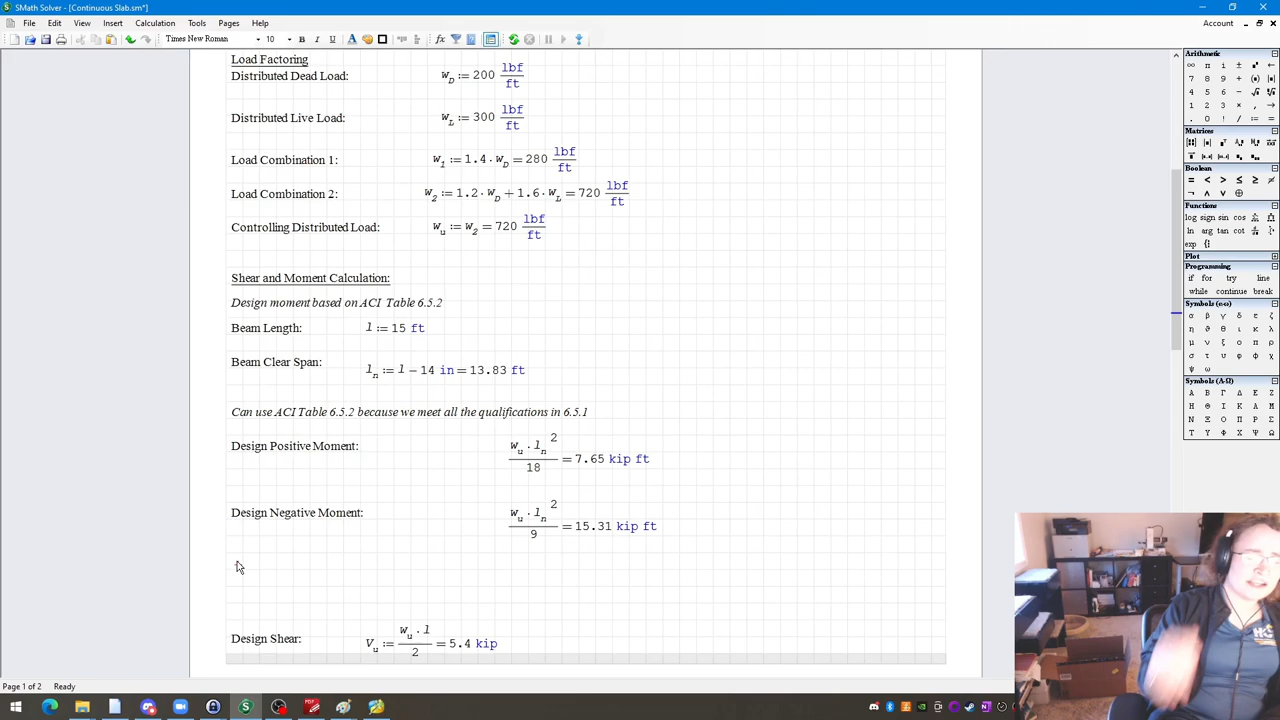 SMath Solver - [Continuous Slab.sm*]
File Edit View Insert Calculation Tools Pages Help
Account
Times New Roman 10
Load Factoring
Distributed Dead Load: w_D := 200 lbf/ft
Distributed Live Load: w_L := 300 lbf/ft
Load Combination 1: w_1 := 1.4 · w_D = 280 lbf/ft
Load Combination 2: w_2 := 1.2 · w_D + 1.6 · w_L = 720 lbf/ft
Controlling Distributed Load: w_u := w_2 = 720 lbf/ft
Shear and Moment Calculation:
Design moment based on ACI Table 6.5.2
Beam Length: l := 15 ft
Beam Clear Span: l_n := l - 14 in = 13.83 ft
Can use ACI Table 6.5.2 because we meet all the qualifications in 6.5.1
Design Positive Moment: w_u · l_n^2 / 18 = 7.65 kip ft
Design Negative Moment: w_u · l_n^2 / 9 = 15.31 kip ft
Design Shear: V_u := w_u · l / 2 = 5.4 kip
Arithmetic
Matrices
Boolean
Functions
log sign sin cos
ln arg tan cot
exp
Plot
Programming
if for try line
while continue break
Symbols (α-ω)
α β γ δ ε ζ
η θ ι κ λ
μ ν ξ ο π ρ
σ τ υ φ χ
ψ ω
Symbols (Α-Ω)
Α Β Γ Δ Ε Ζ
Η Θ Ι Κ Λ Μ
Ν Ξ Ο Π Ρ Σ
Τ Υ Φ Χ Ψ Ω
Page 1 of 2 Ready